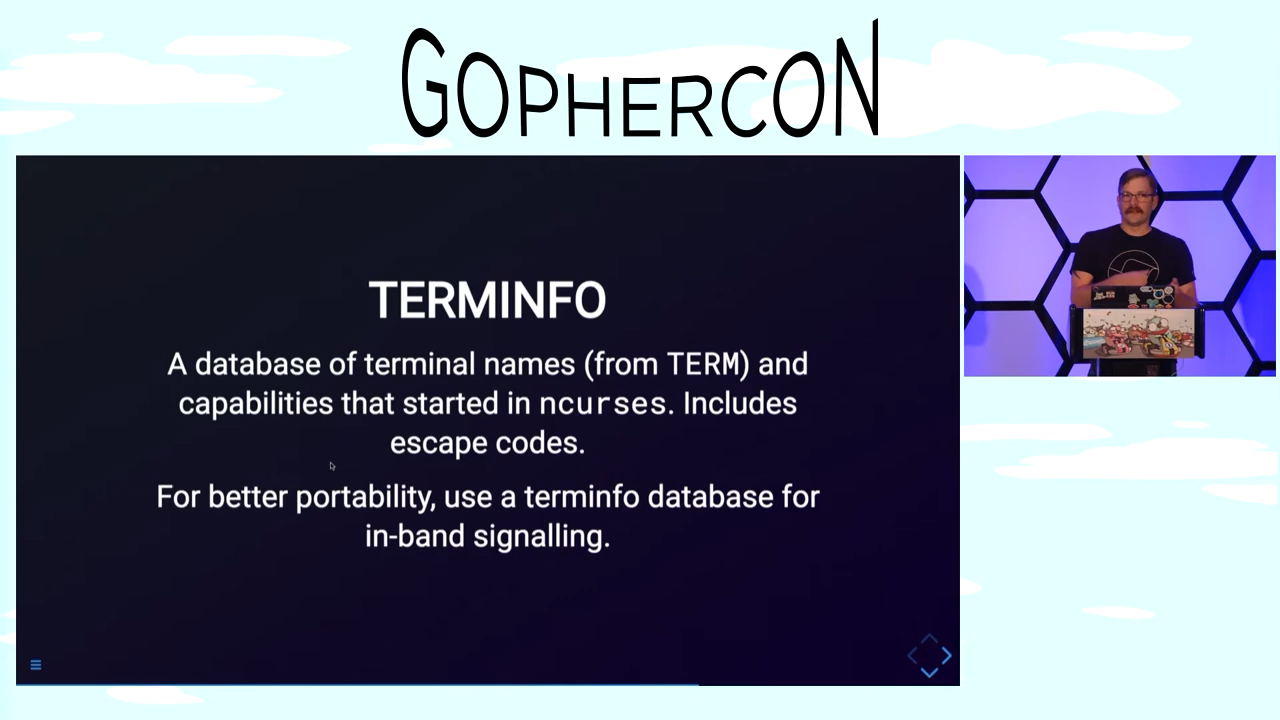 GOPHERCON
TERMINFO
A database of terminal names (from TERM) and
capabilities that started in ncurses. Includes
escape codes.
For better portability, use a terminfo database for
in-band signalling.